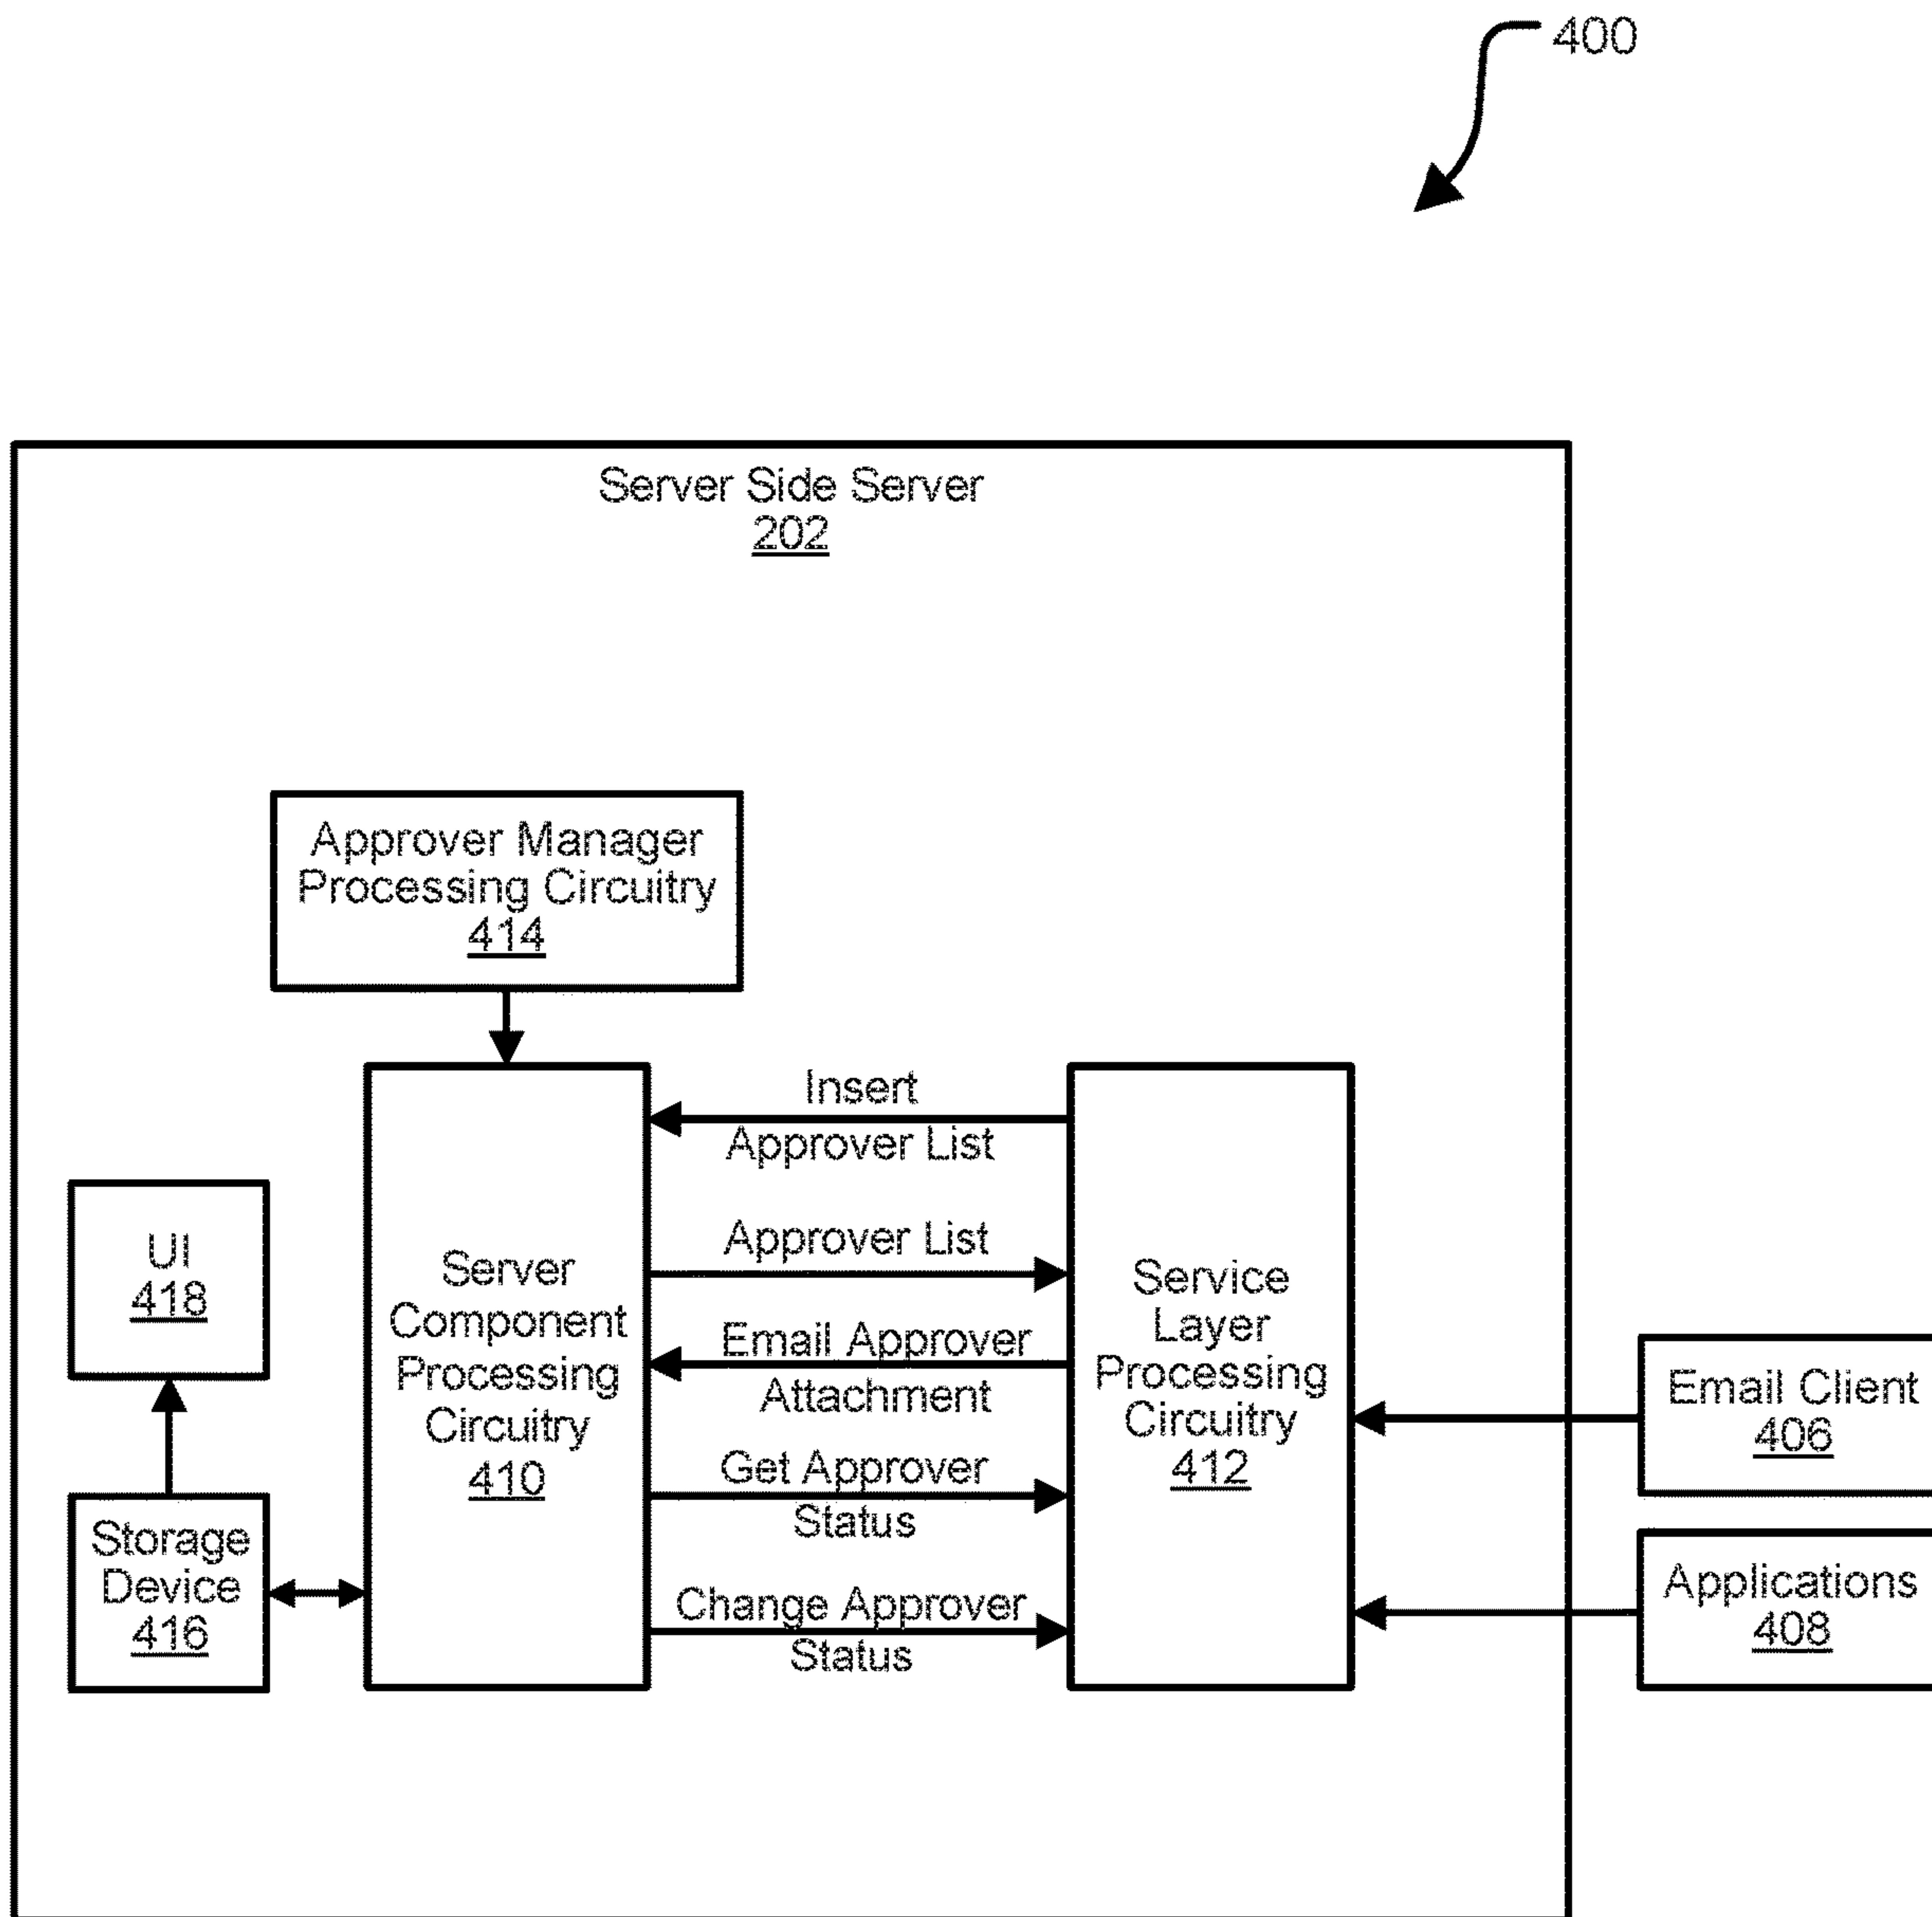 400
Server Side Server
202
Approver Manager
Processing Circuitry
414
Insert
Approver List
Approver List
Email Approver
Attachment
Get Approver
Status
Change Approver
Status
UI
418
Storage
Device
416
Server
Component
Processing
Circuitry
410
Service
Layer
Processing
Circuitry
412
Email Client
406
Applications
408